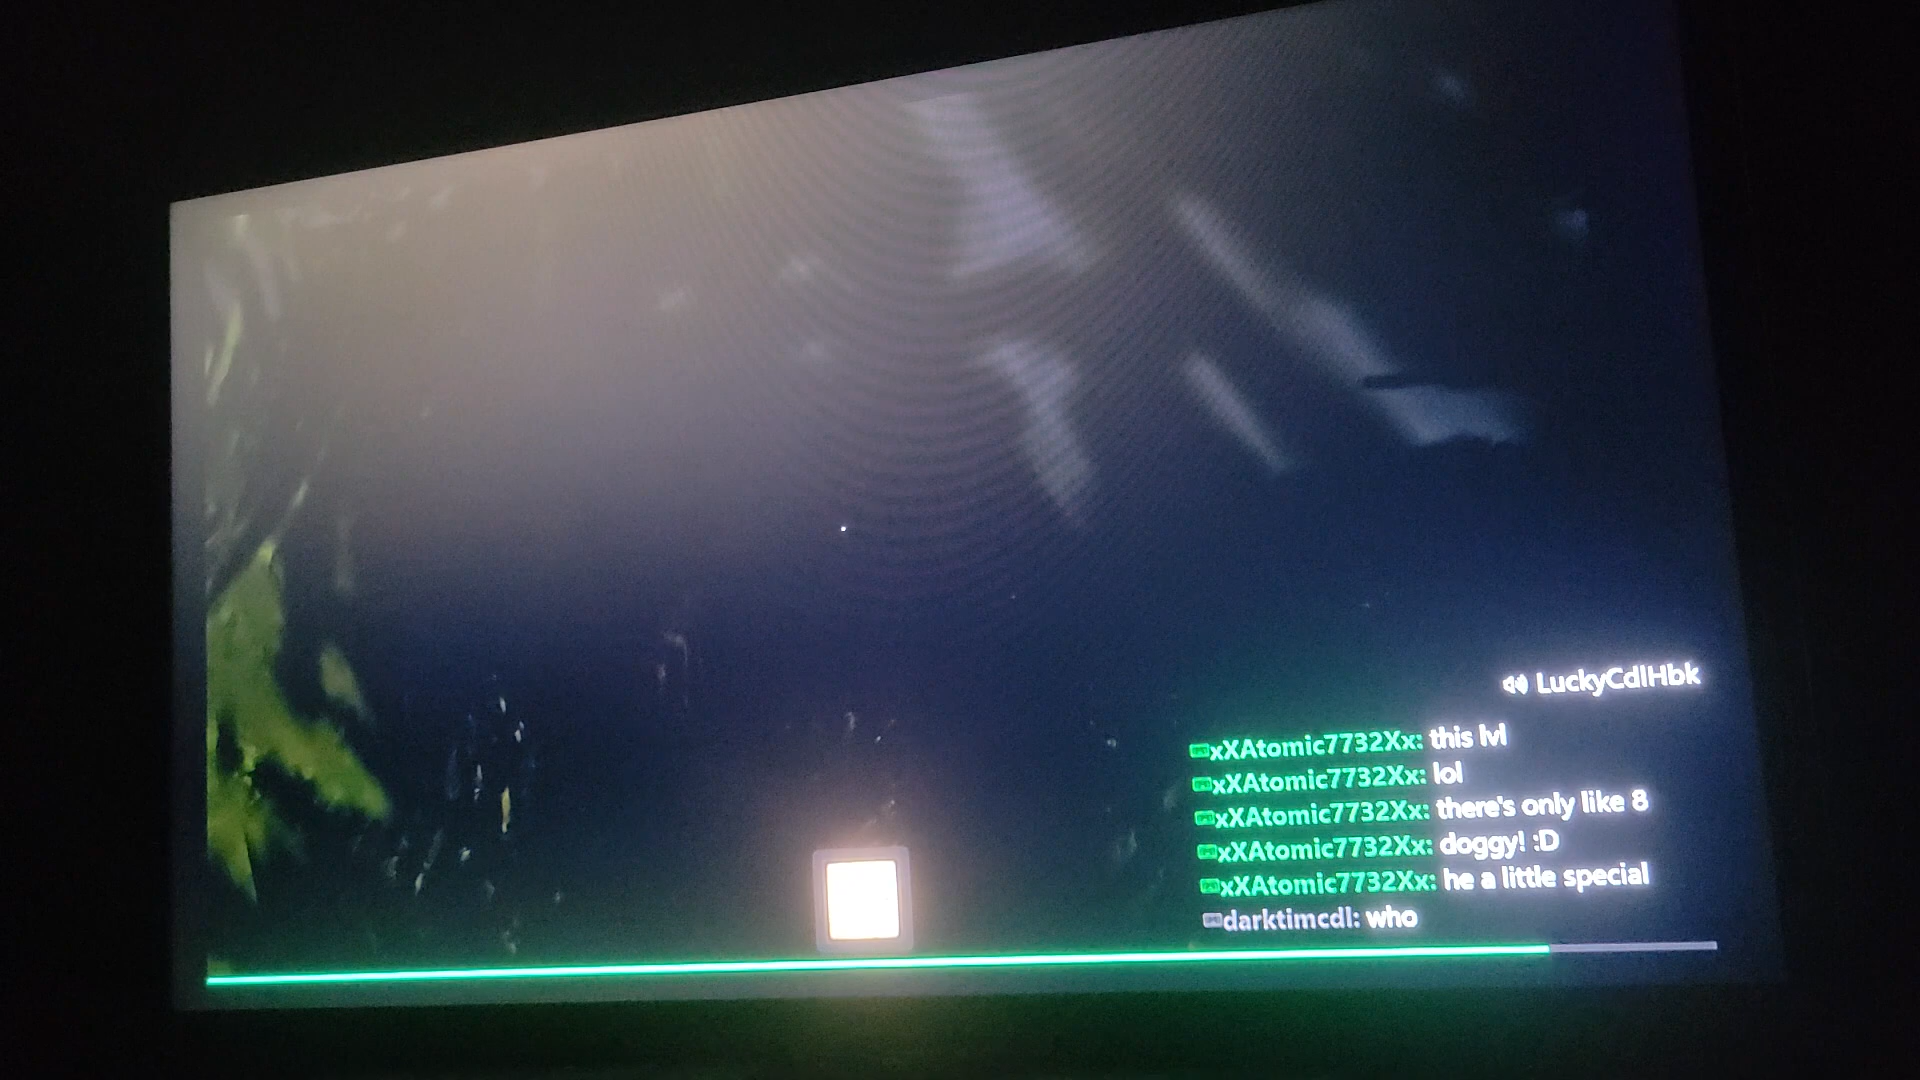 LuckyCdlHbk
xXAtomic7732Xx: this lvl
xXAtomic7732Xx: lol
xXAtomic7732Xx: there's only like 8
xXAtomic7732Xx: doggy! :D
xXAtomic7732Xx: he a little special
darktimcdl: who